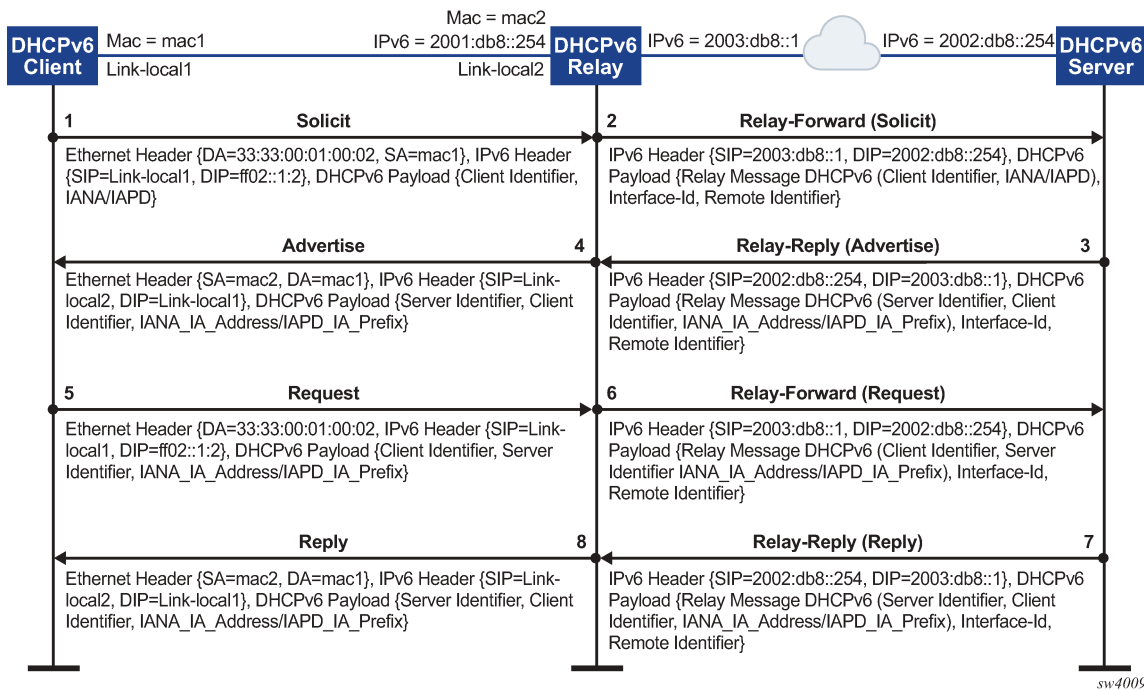 Mac = mac2
DHCPv6 Client
Mac = mac1
IPv6 = 2001:db8::254
DHCPv6 Relay
IPv6 = 2003:db8::1
IPv6 = 2002:db8::254
DHCPv6 Server
Link-local1
Link-local2
1
Solicit
Ethernet Header {DA=33:33:00:01:00:02, SA=mac1}, IPv6 Header
{SIP=Link-local1, DIP=ff02::1:2}, DHCPv6 Payload {Client Identifier,
IANA/IAPD}
2
Relay-Forward (Solicit)
IPv6 Header {SIP=2003:db8::1, DIP=2002:db8::254}, DHCPv6
Payload {Relay Message DHCPv6 (Client Identifier, IANA/IAPD),
Interface-Id, Remote Identifier}
Advertise
4
Ethernet Header {SA=mac2, DA=mac1}, IPv6 Header {SIP=Link-
local2, DIP=Link-local1}, DHCPv6 Payload {Server Identifier, Client
Identifier, IANA_IA_Address/IAPD_IA_Prefix}
Relay-Reply (Advertise)
3
IPv6 Header {SIP=2002:db8::254, DIP=2003:db8::1}, DHCPv6
Payload {Relay Message DHCPv6 (Server Identifier, Client
Identifier, IANA_IA_Address/IAPD_IA_Prefix), Interface-Id,
Remote Identifier}
5
Request
Ethernet Header {DA=33:33:00:01:00:02, IPv6 Header {SIP=Link-
local1, DIP=ff02::1:2}, DHCPv6 Payload {Client Identifier, Server
Identifier, IANA_IA_Address/IAPD_IA_Prefix}
6
Relay-Forward (Request)
IPv6 Header {SIP=2003:db8::1, DIP=2002:db8::254}, DHCPv6
Payload {Relay Message DHCPv6 (Client Identifier, Server
Identifier IANA_IA_Address/IAPD_IA_Prefix), Interface-Id,
Remote Identifier}
Reply
8
Ethernet Header {SA=mac2, DA=mac1}, IPv6 Header {SIP=Link-
local2, DIP=Link-local1}, DHCPv6 Payload {Server Identifier, Client
Identifier, IANA_IA_Address/IAPD_IA_Prefix}
Relay-Reply (Reply)
7
IPv6 Header {SIP=2002:db8::254, DIP=2003:db8::1}, DHCPv6
Payload {Relay Message DHCPv6 (Server Identifier, Client
Identifier, IANA_IA_Address/IAPD_IA_Prefix), Interface-Id,
Remote Identifier}
sw4009